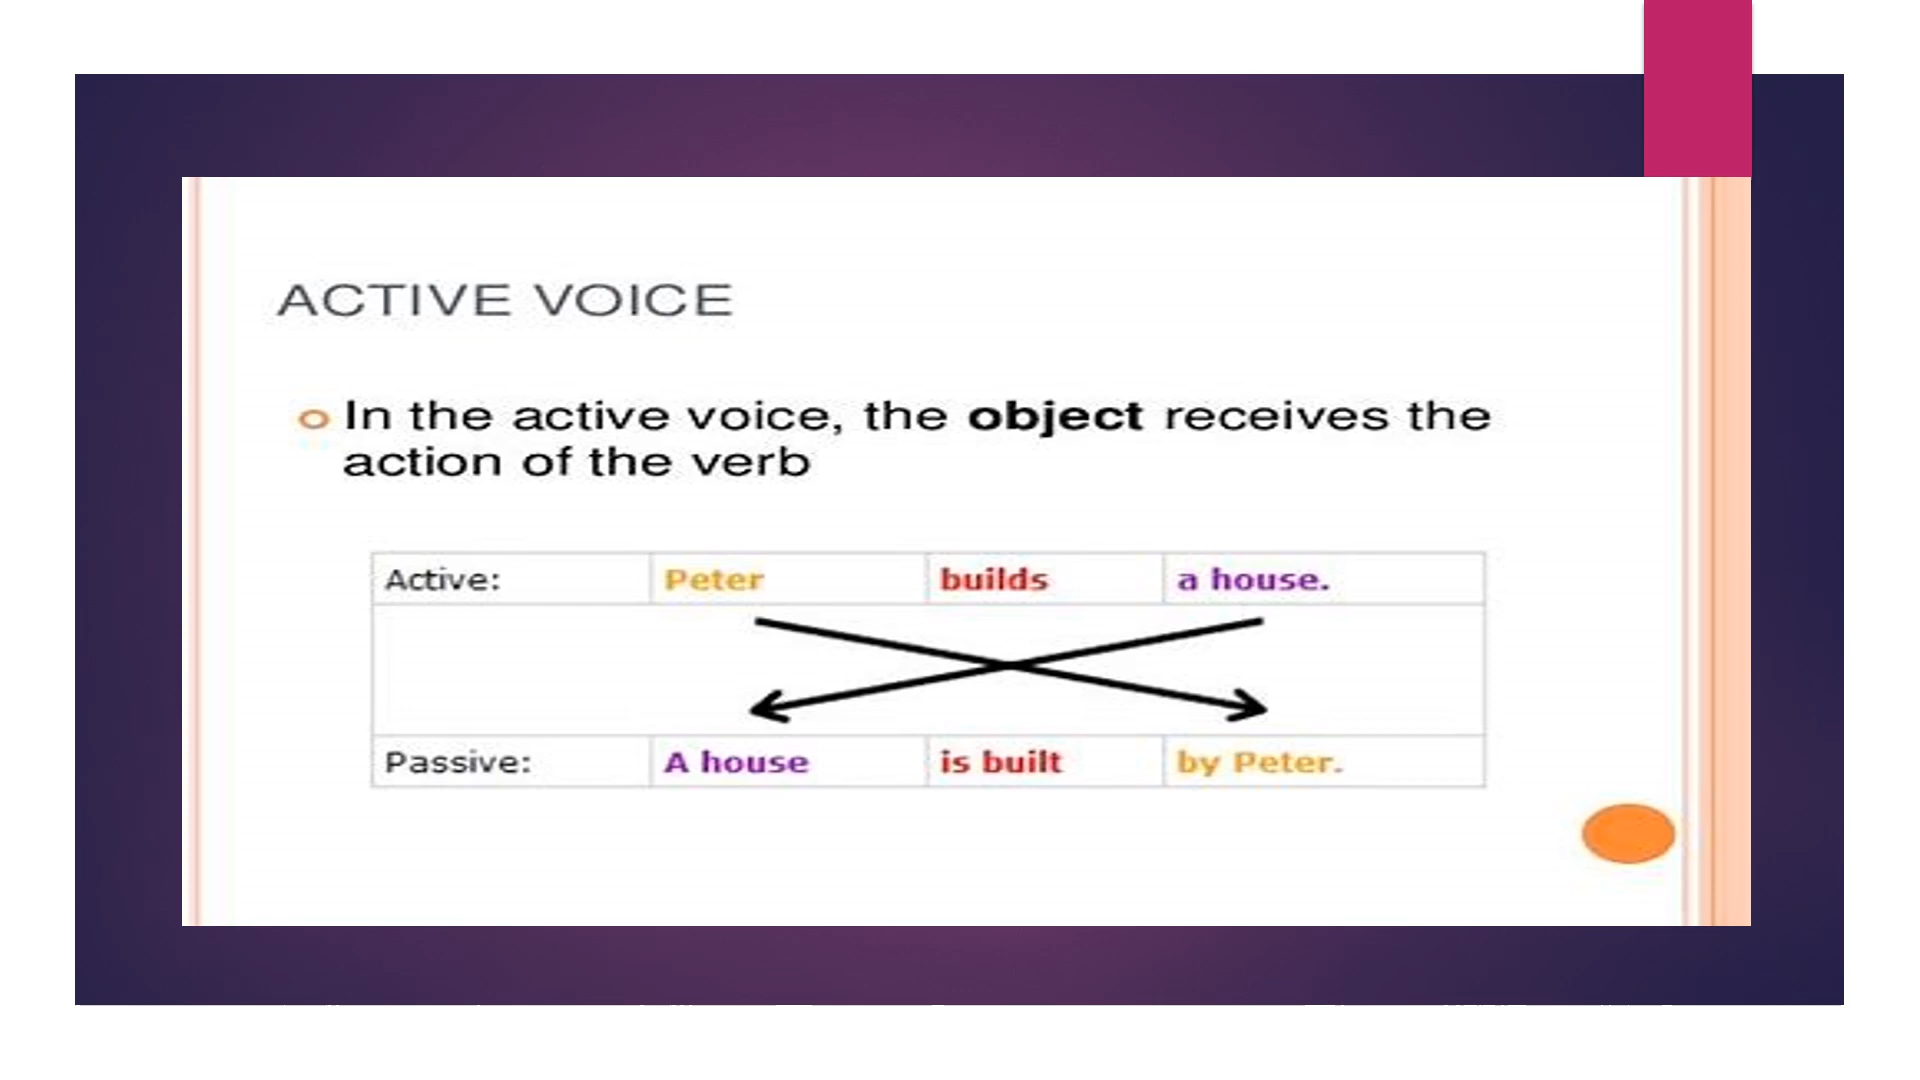 ACTIVE VOICE
In the active voice, the object receives the
action of the verb
Active: Peter builds a house.
Passive: A house is built by Peter.